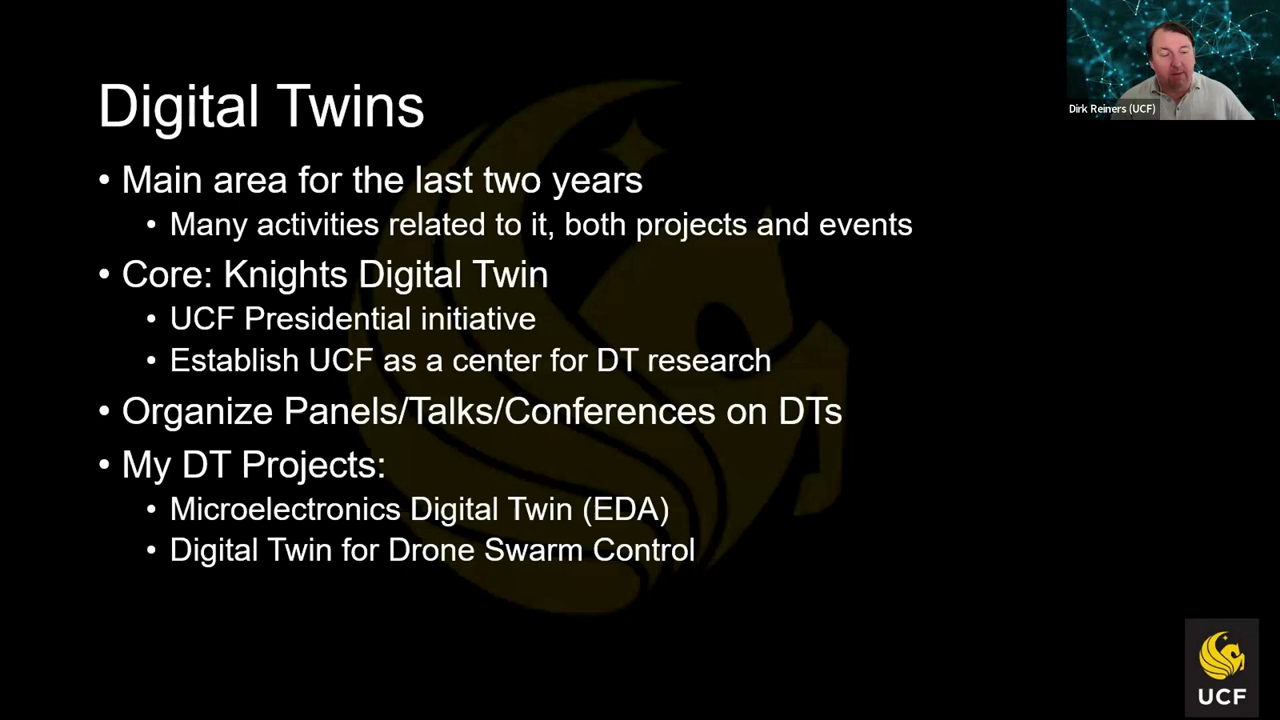 Dirk Reiners (UCF)
Digital Twins
• Main area for the last two years
• Many activities related to it, both projects and events
• Core: Knights Digital Twin
• UCF Presidential initiative
• Establish UCF as a center for DT research
• Organize Panels/Talks/Conferences on DTs
• My DT Projects:
• Microelectronics Digital Twin (EDA)
• Digital Twin for Drone Swarm Control
UCF